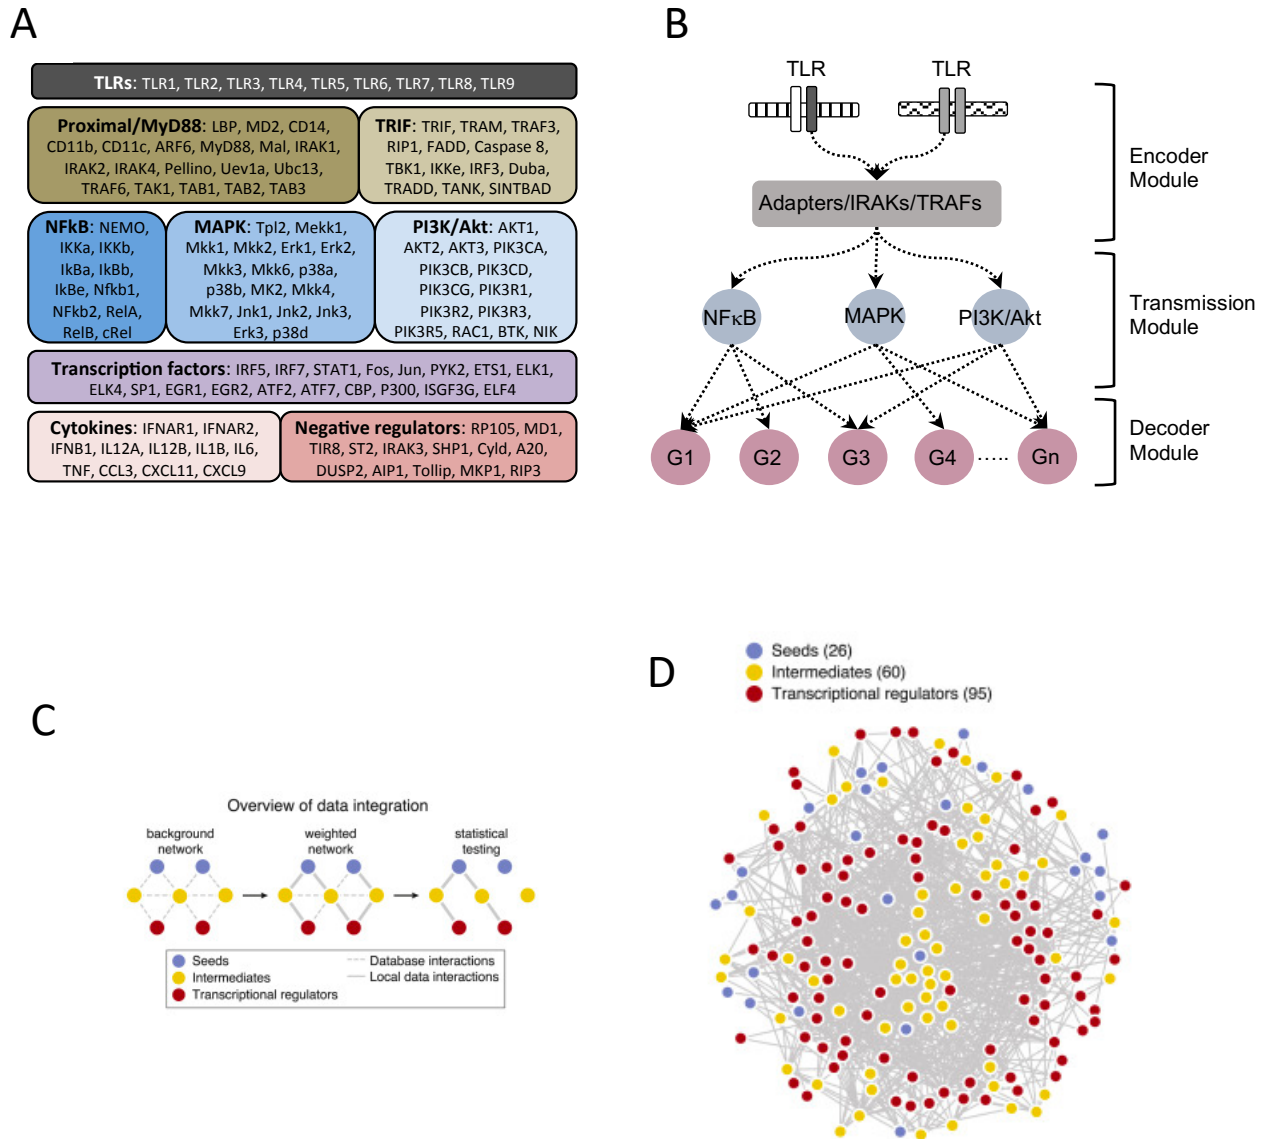 A
TLRs: TLR1, TLR2, TLR3, TLR4, TLR5, TLR6, TLR7, TLR8, TLR9
Proximal/MyD88: LBP, MD2, CD14,
CD11b, CD11c, ARF6, MyD88, Mal, IRAK1,
IRAK2, IRAK4, Pellino, Uev1a, Ubc13,
TRAF6, TAK1, TAB1, TAB2, TAB3
TRIF: TRIF, TRAM, TRAF3,
RIP1, FADD, Caspase 8,
TBK1, IKKe, IRF3, Duba,
TRADD, TANK, SINTBAD
NFkB: NEMO,
IKKa, IKKb,
IkBa, IkBb,
IkBe, Nfkb1,
NFkb2, RelA,
RelB, cRel
MAPK: Tpl2, Mekk1,
Mkk1, Mkk2, Erk1, Erk2,
Mkk3, Mkk6, p38a,
p38b, MK2, Mkk4,
Mkk7, Jnk1, Jnk2, Jnk3,
Erk3, p38d
PI3K/Akt: AKT1,
AKT2, AKT3, PIK3CA,
PIK3CB, PIK3CD,
PIK3CG, PIK3R1,
PIK3R2, PIK3R3,
PIK3R5, RAC1, BTK, NIK
Transcription factors: IRF5, IRF7, STAT1, Fos, Jun, PYK2, ETS1, ELK1,
ELK4, SP1, EGR1, EGR2, ATF2, ATF7, CBP, P300, ISGF3G, ELF4
Cytokines: IFNAR1, IFNAR2,
IFNB1, IL12A, IL12B, IL1B, IL6,
TNF, CCL3, CXCL11, CXCL9
Negative regulators: RP105, MD1,
TIR8, ST2, IRAK3, SHP1, Cyld, A20,
DUSP2, AIP1, Tollip, MKP1, RIP3
B
TLR
TLR
Adapters/IRAKs/TRAFs
NFκB
MAPK
PI3K/Akt
G1
G2
G3
G4
.....
Gn
Encoder
Module
Transmission
Module
Decoder
Module
C
Overview of data integration
background
network
weighted
network
statistical
testing
Seeds
Intermediates
Transcriptional regulators
Database interactions
Local data interactions
D
Seeds (26)
Intermediates (60)
Transcriptional regulators (95)